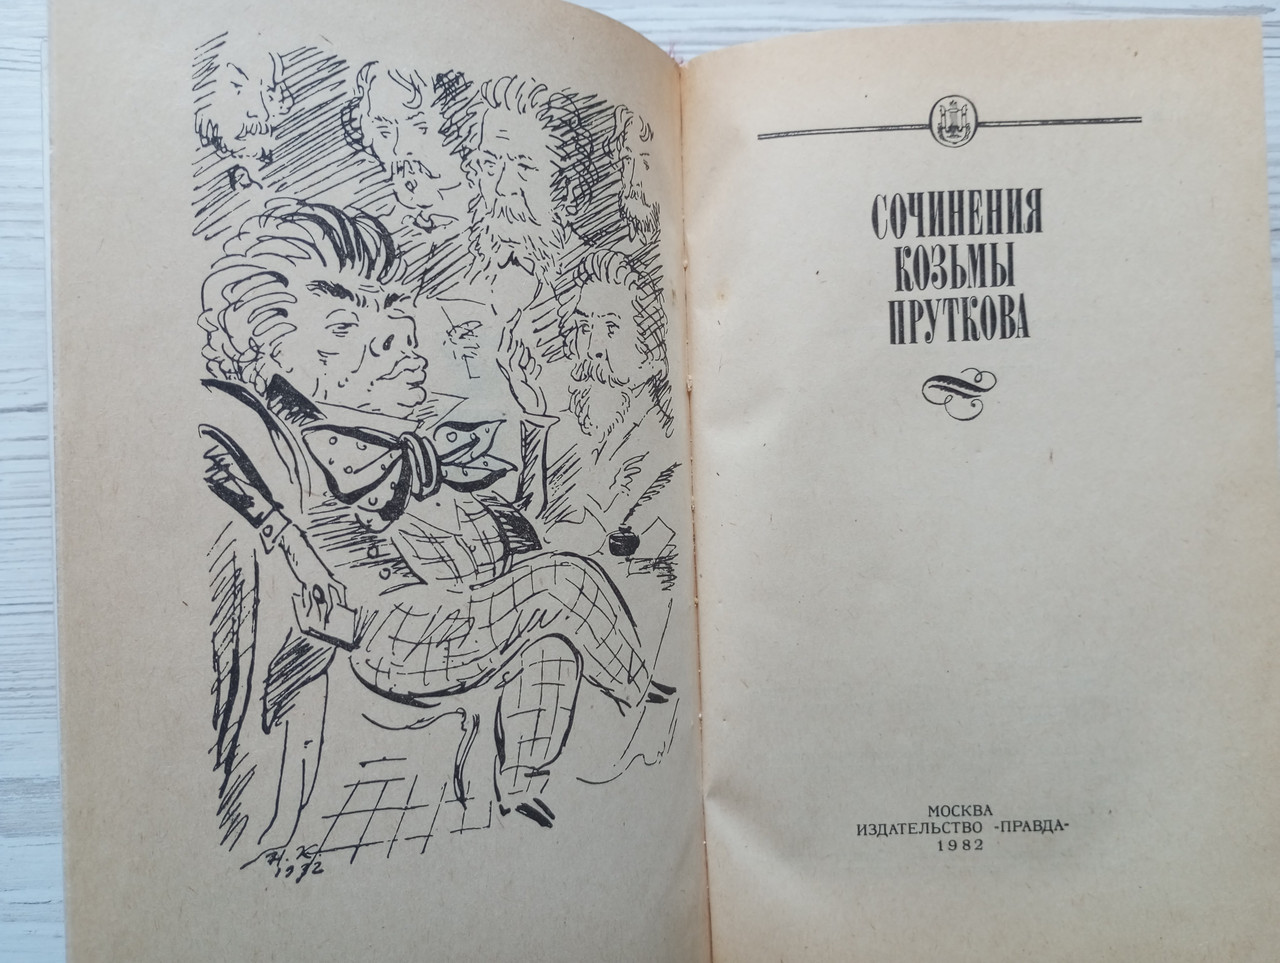 Н. К
СОЧИНЕНИЯ
КОЗЬМЫ
ПРУТКОВА
МОСКВА
ИЗДАТЕЛЬСТВО «ПРАВДА»
1982